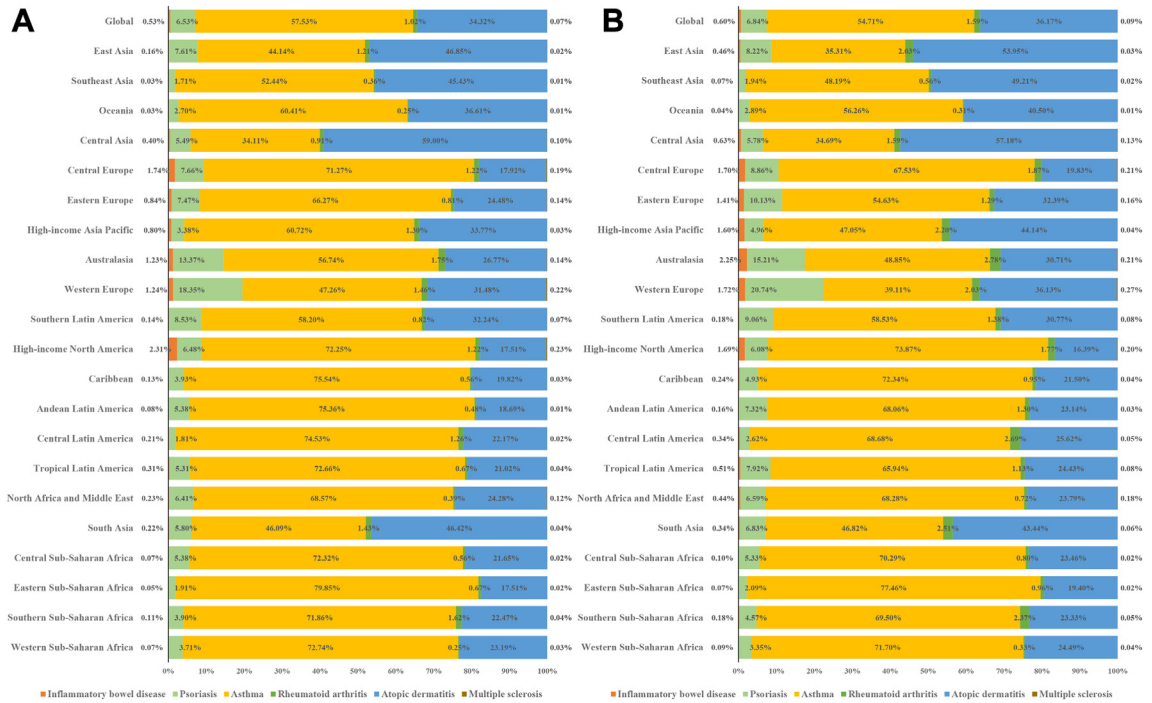 A
Global 0.53% 6.53% 57.53% 1.02% 34.32% 0.07%
East Asia 0.16% 7.61% 44.14% 1.21% 46.85% 0.02%
Southeast Asia 0.03% 1.71% 52.44% 0.36% 45.43% 0.01%
Oceania 0.03% 2.70% 60.41% 0.25% 36.61% 0.01%
Central Asia 0.40% 5.49% 34.11% 0.91% 59.00% 0.10%
Central Europe 1.74% 7.66% 71.27% 1.22% 17.92% 0.19%
Eastern Europe 0.84% 7.47% 66.27% 0.81% 24.48% 0.14%
High-income Asia Pacific 0.80% 3.38% 60.72% 1.30% 33.77% 0.03%
Australasia 1.23% 13.37% 56.74% 1.75% 26.77% 0.14%
Western Europe 1.24% 18.35% 47.26% 1.46% 31.48% 0.22%
Southern Latin America 0.14% 8.53% 58.20% 0.82% 32.24% 0.07%
High-income North America 2.31% 6.48% 72.25% 1.22% 17.51% 0.23%
Caribbean 0.13% 3.93% 75.54% 0.56% 19.82% 0.03%
Andean Latin America 0.08% 5.38% 75.36% 0.48% 18.69% 0.01%
Central Latin America 0.21% 1.81% 74.53% 1.26% 22.17% 0.02%
Tropical Latin America 0.31% 5.31% 72.66% 0.67% 21.02% 0.04%
North Africa and Middle East 0.23% 6.41% 68.57% 0.39% 24.28% 0.12%
South Asia 0.22% 5.80% 46.09% 1.43% 46.42% 0.04%
Central Sub-Saharan Africa 0.07% 5.38% 72.32% 0.56% 21.65% 0.02%
Eastern Sub-Saharan Africa 0.05% 1.91% 79.85% 0.67% 17.51% 0.02%
Southern Sub-Saharan Africa 0.11% 3.90% 71.86% 1.62% 22.47% 0.04%
Western Sub-Saharan Africa 0.07% 3.71% 72.74% 0.25% 23.19% 0.03%
0% 10% 20% 30% 40% 50% 60% 70% 80% 90% 100%
Inflammatory bowel disease Psoriasis Asthma Rheumatoid arthritis Atopic dermatitis Multiple sclerosis
B
Global 0.60% 6.84% 54.71% 1.59% 36.17% 0.09%
East Asia 0.46% 8.22% 35.31% 2.03% 53.95% 0.03%
Southeast Asia 0.07% 1.94% 48.19% 0.56% 49.21% 0.02%
Oceania 0.04% 2.89% 56.26% 0.31% 40.50% 0.01%
Central Asia 0.63% 5.78% 34.69% 1.59% 57.18% 0.13%
Central Europe 1.70% 8.86% 67.53% 1.87% 19.83% 0.21%
Eastern Europe 1.41% 10.13% 54.63% 1.29% 32.39% 0.16%
High-income Asia Pacific 1.60% 4.96% 47.05% 2.20% 44.14% 0.04%
Australasia 2.25% 15.21% 48.85% 2.78% 30.71% 0.21%
Western Europe 1.72% 20.74% 39.11% 2.03% 36.13% 0.27%
Southern Latin America 0.18% 9.06% 58.53% 1.38% 30.77% 0.08%
High-income North America 1.69% 6.08% 73.87% 1.77% 16.39% 0.20%
Caribbean 0.24% 4.93% 72.34% 0.95% 21.50% 0.04%
Andean Latin America 0.16% 7.32% 68.06% 1.30% 23.14% 0.03%
Central Latin America 0.34% 2.62% 68.68% 2.69% 25.62% 0.05%
Tropical Latin America 0.51% 7.92% 65.94% 1.13% 24.43% 0.08%
North Africa and Middle East 0.44% 6.59% 68.28% 0.72% 23.79% 0.18%
South Asia 0.34% 6.83% 46.82% 2.51% 43.44% 0.06%
Central Sub-Saharan Africa 0.10% 5.33% 70.29% 0.80% 23.46% 0.02%
Eastern Sub-Saharan Africa 0.07% 2.09% 77.46% 0.96% 19.40% 0.02%
Southern Sub-Saharan Africa 0.18% 4.57% 69.50% 2.37% 23.33% 0.05%
Western Sub-Saharan Africa 0.09% 3.35% 71.70% 0.33% 24.49% 0.04%
0% 10% 20% 30% 40% 50% 60% 70% 80% 90% 100%
Inflammatory bowel disease Psoriasis Asthma Rheumatoid arthritis Atopic dermatitis Multiple sclerosis